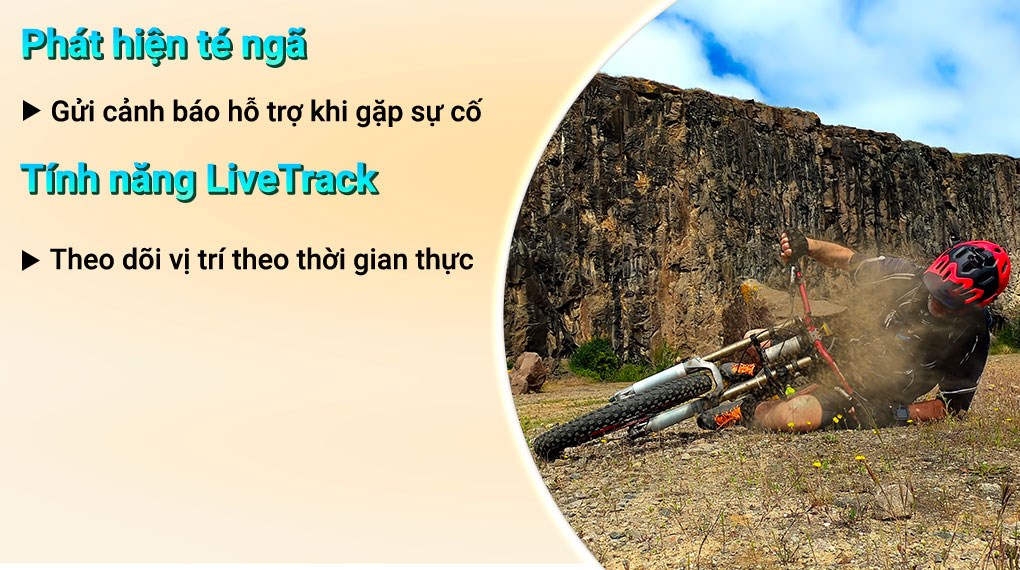 Phát hiện té ngã
▶ Gửi cảnh báo hỗ trợ khi gặp sự cố
Tính năng LiveTrack
▶ Theo dõi vị trí theo thời gian thực